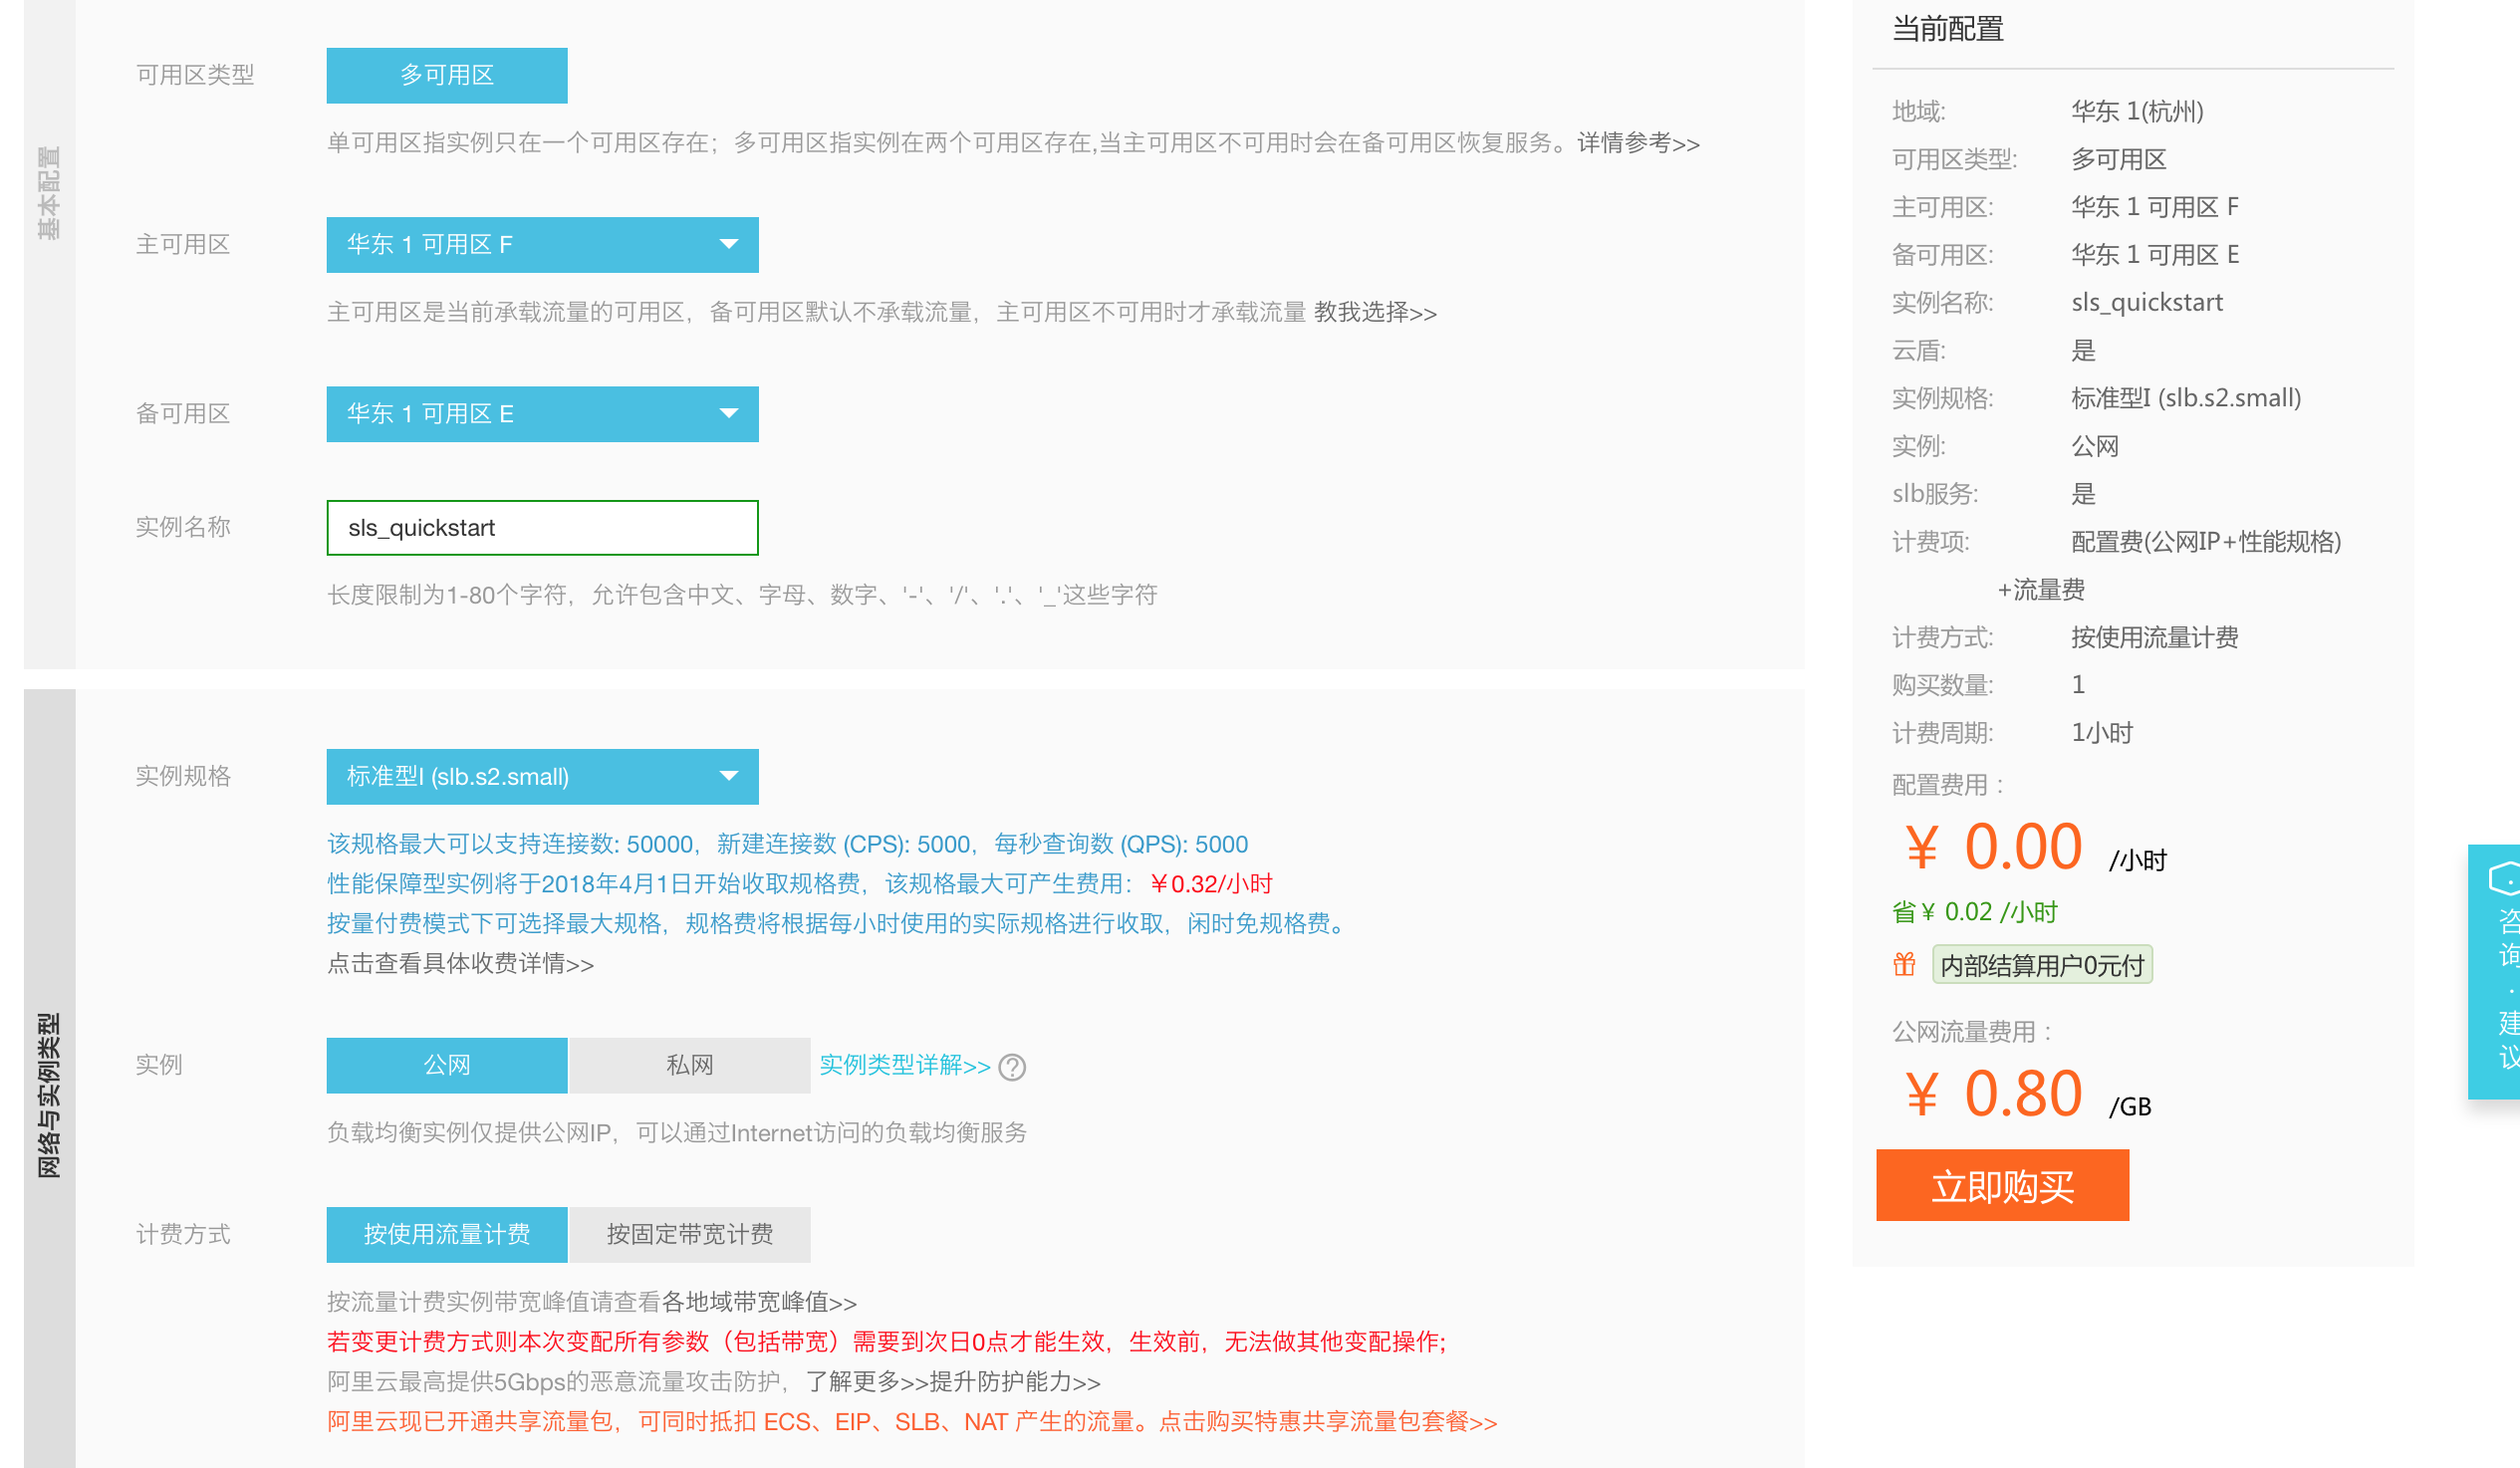 基本配置
可用区类型
多可用区
单可用区指实例只在一个可用区存在；多可用区指实例在两个可用区存在,当主可用区不可用时会在备可用区恢复服务。详情参考>>
主可用区
华东 1 可用区 F
主可用区是当前承载流量的可用区，备可用区默认不承载流量，主可用区不可用时才承载流量 教我选择>>
备可用区
华东 1 可用区 E
实例名称
sls_quickstart
长度限制为1-80个字符，允许包含中文、字母、数字、'-'、'/'、'.'、'_'这些字符
网络与实例类型
实例规格
标准型I (slb.s2.small)
该规格最大可以支持连接数: 50000，新建连接数 (CPS): 5000，每秒查询数 (QPS): 5000
性能保障型实例将于2018年4月1日开始收取规格费，该规格最大可产生费用：￥0.32/小时
按量付费模式下可选择最大规格，规格费将根据每小时使用的实际规格进行收取，闲时免规格费。
点击查看具体收费详情>>
实例
公网 私网 实例类型详解>> ?
负载均衡实例仅提供公网IP，可以通过Internet访问的负载均衡服务
计费方式
按使用流量计费 按固定带宽计费
按流量计费实例带宽峰值请查看各地域带宽峰值>>
若变更计费方式则本次变配所有参数（包括带宽）需要到次日0点才能生效，生效前，无法做其他变配操作;
阿里云最高提供5Gbps的恶意流量攻击防护，了解更多>>提升防护能力>>
阿里云现已开通共享流量包，可同时抵扣 ECS、EIP、SLB、NAT 产生的流量。点击购买特惠共享流量包套餐>>
当前配置
地域: 华东 1(杭州)
可用区类型: 多可用区
主可用区: 华东 1 可用区 F
备可用区: 华东 1 可用区 E
实例名称: sls_quickstart
云盾: 是
实例规格: 标准型I (slb.s2.small)
实例: 公网
slb服务: 是
计费项: 配置费(公网IP+性能规格)
+流量费
计费方式: 按使用流量计费
购买数量: 1
计费周期: 1小时
配置费用：
¥ 0.00 /小时
省¥ 0.02 /小时
内部结算用户0元付
公网流量费用：
¥ 0.80 /GB
立即购买
咨
询
·
建
议